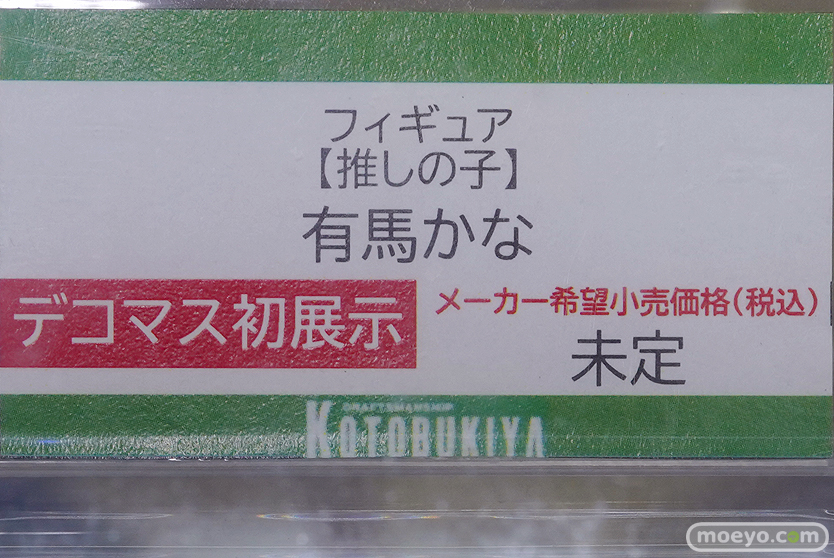 フィギュア
【推しの子】
有馬かな
デコマス初展示
メーカー希望小売価格(税込)
未定
CRAFTSMANSHIP
KOTOBUKIYA
moeyo.com